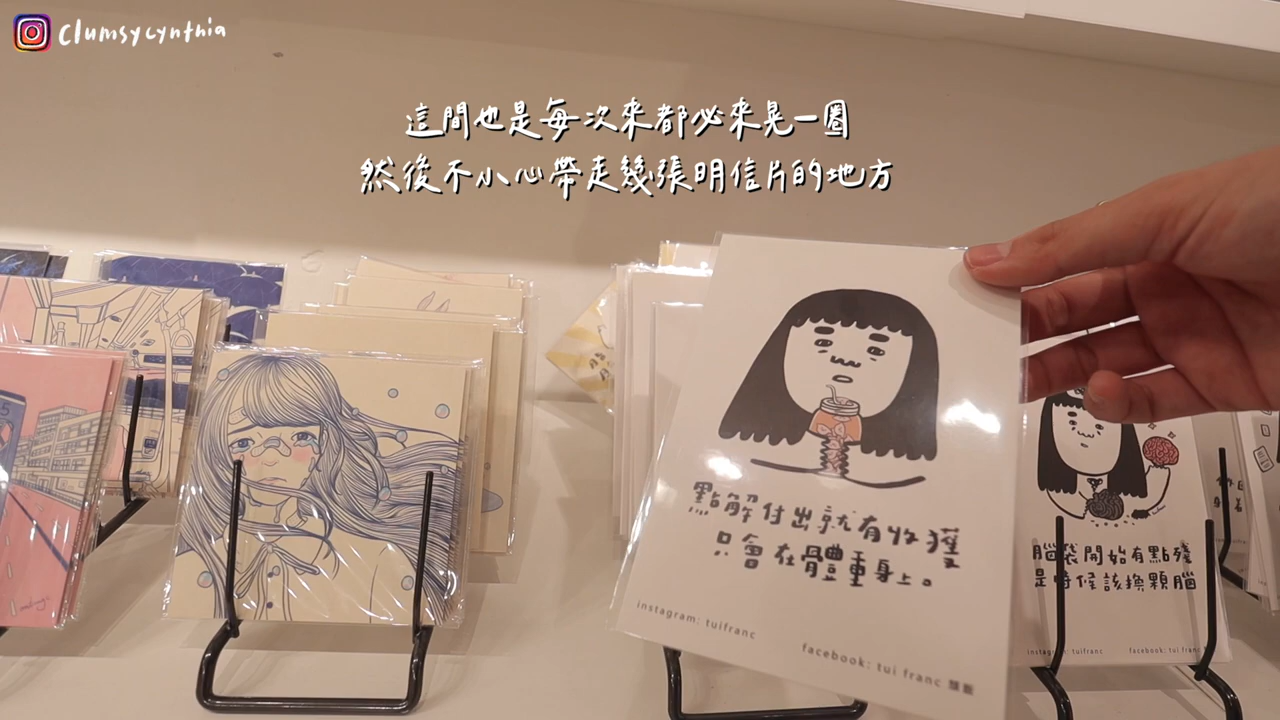 clumsycynthia
這間也是每次來都必來晃一圈
然後不小心帶走幾張明信片的地方
點解付出就有收獲
只會在體重身上。
instagram: tuifranc
facebook: tui franc 頹飯
腦袋開始有點殘
是時候該換顆腦
instagram: tuifranc
facebook: tui franc